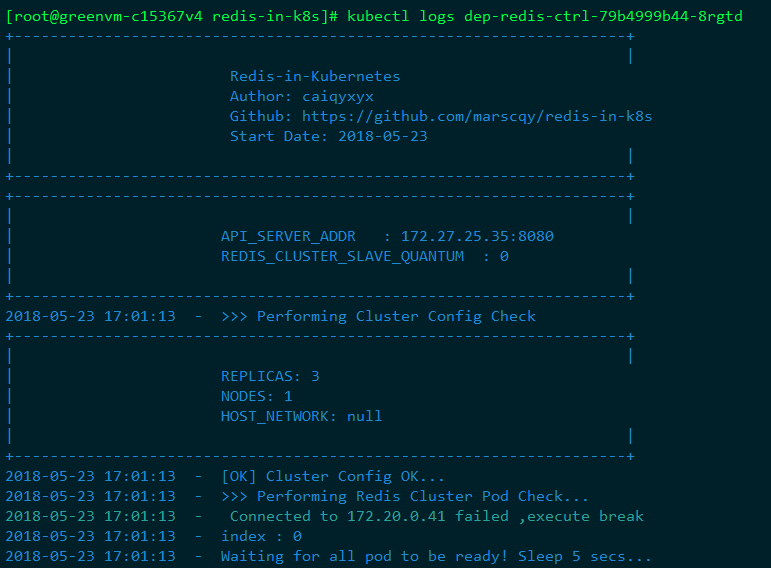 [root@greenvm-c15367v4 redis-in-k8s]# kubectl logs dep-redis-ctrl-79b4999b44-8rgtd
+--------------------------------------------------------------------+
| |
| Redis-in-Kubernetes
| Author: caiqyxyx
| Github: https://github.com/marscqy/redis-in-k8s
| Start Date: 2018-05-23
| |
+--------------------------------------------------------------------+
+--------------------------------------------------------------------+
| |
| API_SERVER_ADDR : 172.27.25.35:8080
| REDIS_CLUSTER_SLAVE_QUANTUM : 0
| |
+--------------------------------------------------------------------+
2018-05-23 17:01:13 - >>> Performing Cluster Config Check
+--------------------------------------------------------------------+
| |
| REPLICAS: 3
| NODES: 1
| HOST_NETWORK: null
| |
+--------------------------------------------------------------------+
2018-05-23 17:01:13 - [OK] Cluster Config OK...
2018-05-23 17:01:13 - >>> Performing Redis Cluster Pod Check...
2018-05-23 17:01:13 - Connected to 172.20.0.41 failed ,execute break
2018-05-23 17:01:13 - index : 0
2018-05-23 17:01:13 - Waiting for all pod to be ready! Sleep 5 secs...